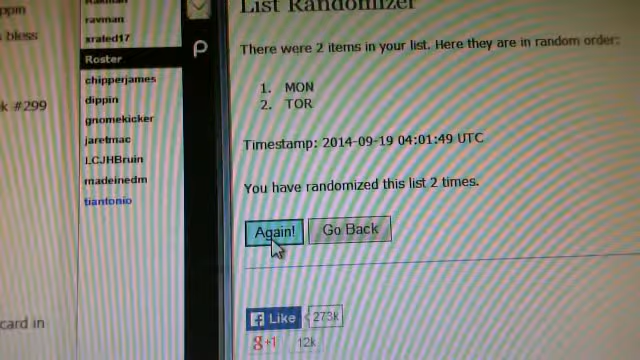 ppin
bless
k #299
card in
ravman
xraled17
Roster
chipperjames
dippin
gnomekicker
jaretmac
LCJHBruin
madeinedm
tiantonio
List Randomizer
There were 2 items in your list. Here they are in random order:
1. MON
2. TOR
Timestamp: 2014-09-19 04:01:49 UTC
You have randomized this list 2 times.
Again! Go Back
Like 273k
g+1 12k